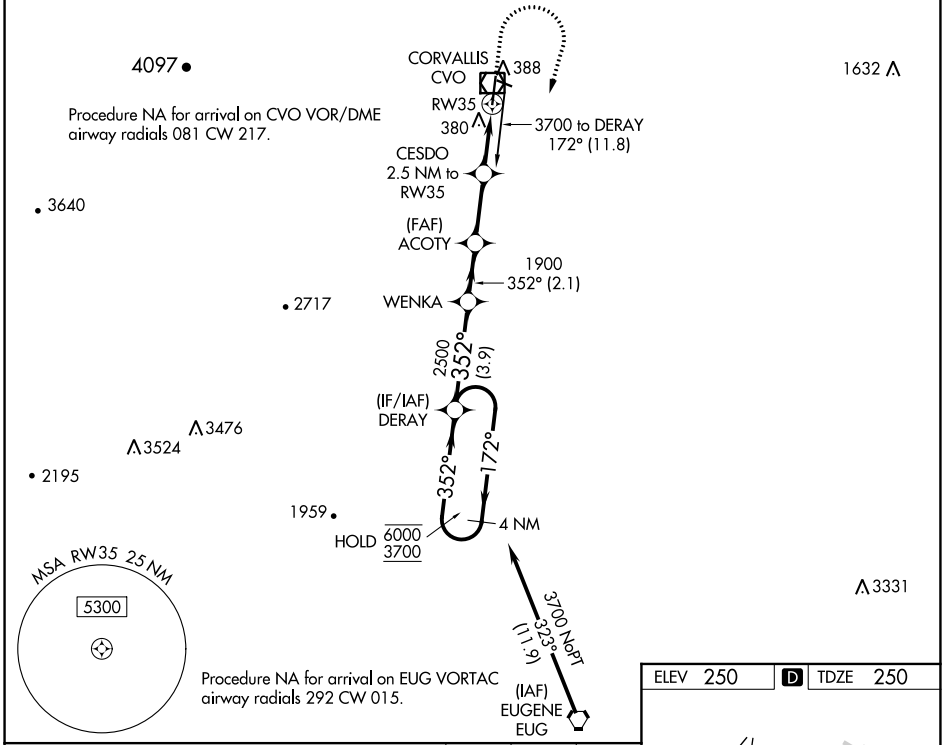 4097
CORVALLIS
CVO
388
1632
RW35
Procedure NA for arrival on CVO VOR/DME
airway radials 081 CW 217.
380
3700 to DERAY
172° (11.8)
CESDO
2.5 NM to
RW35
3640
(FAF)
ACOTY
1900
352° (2.1)
WENKA
2717
2500
352°
(3.9)
(IF/IAF)
DERAY
3476
3524
352°
172°
2195
1959
HOLD 6000
3700
4 NM
MSA RW35 25 NM
5300
3331
3700 NoPT
323°
(11.9)
Procedure NA for arrival on EUG VORTAC
airway radials 292 CW 015.
(IAF)
EUGENE
EUG
ELEV 250 D TDZE 250